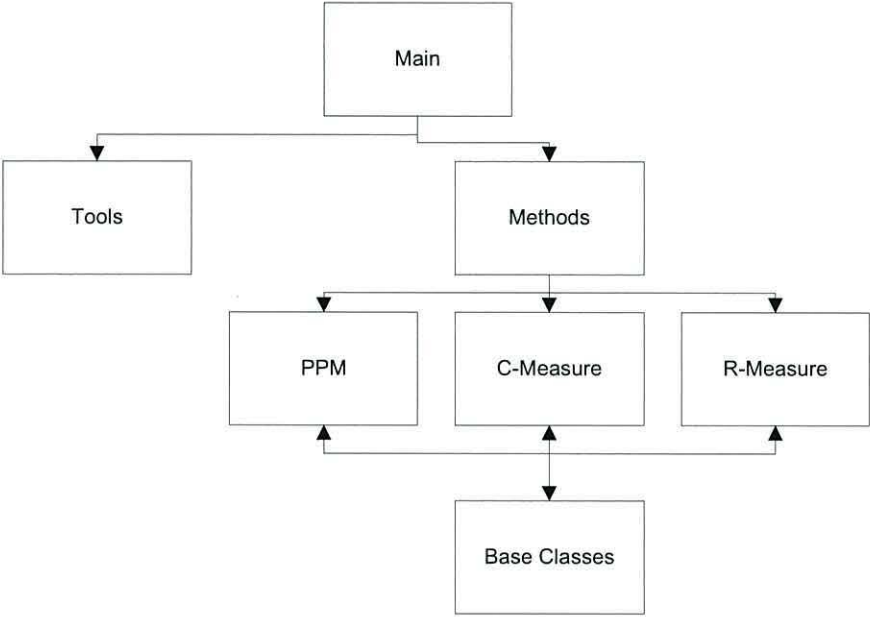 Main
Tools
Methods
PPM
C-Measure
R-Measure
Base Classes